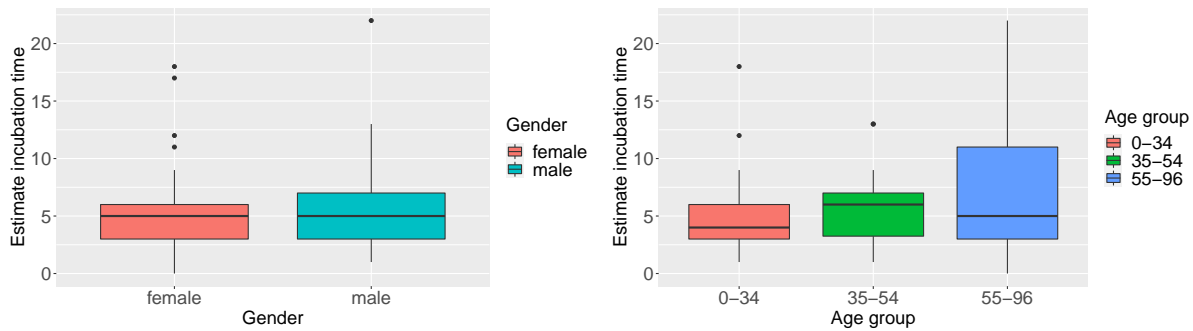 Estimate incubation time
20
15
10
5
0
female
male
Gender
Gender
female
male
Estimate incubation time
20
15
10
5
0
0−34
35−54
55−96
Age group
Age group
0−34
35−54
55−96